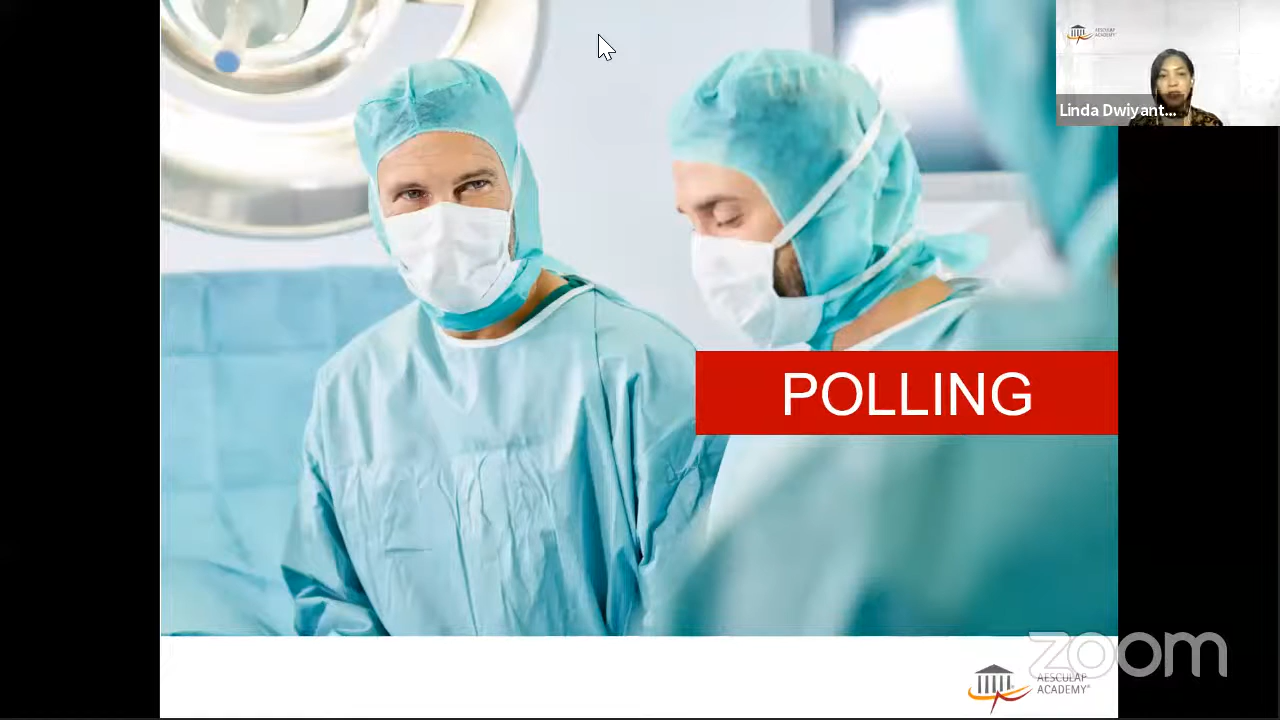 AESCULAP
ACADEMY
Linda Dwiyant...
POLLING
zoom
AESCULAP
ACADEMY®